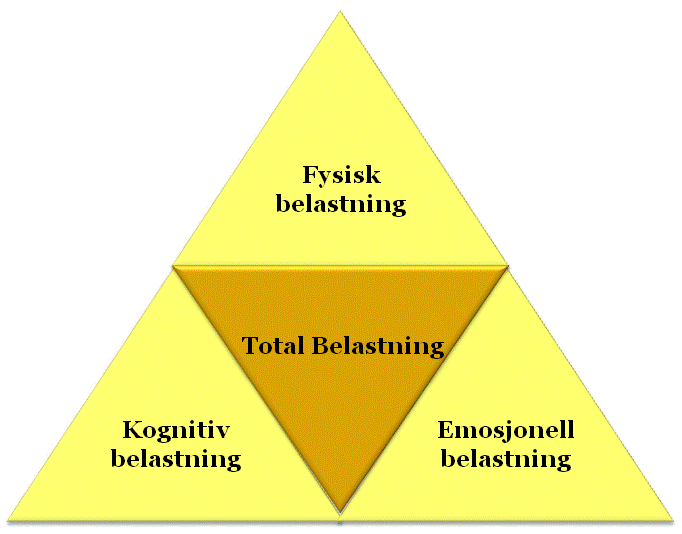 Fysisk
belastning
Total Belastning
Kognitiv
belastning
Emosjonell
belastning